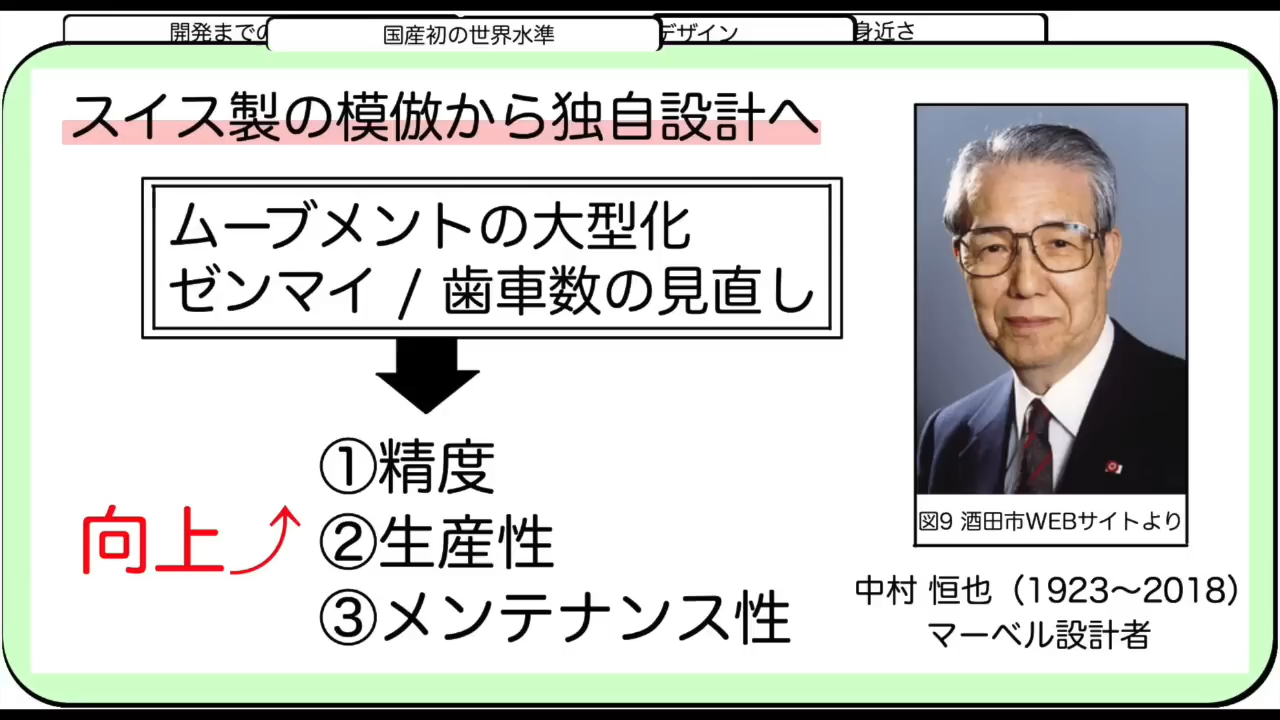 開発までの
国産初の世界水準
デザイン
身近さ
スイス製の模倣から独自設計へ
ムーブメントの大型化
ゼンマイ / 歯車数の見直し
①精度
向上
②生産性
③メンテナンス性
図9 酒田市WEBサイトより
中村 恒也（1923～2018）
マーベル設計者